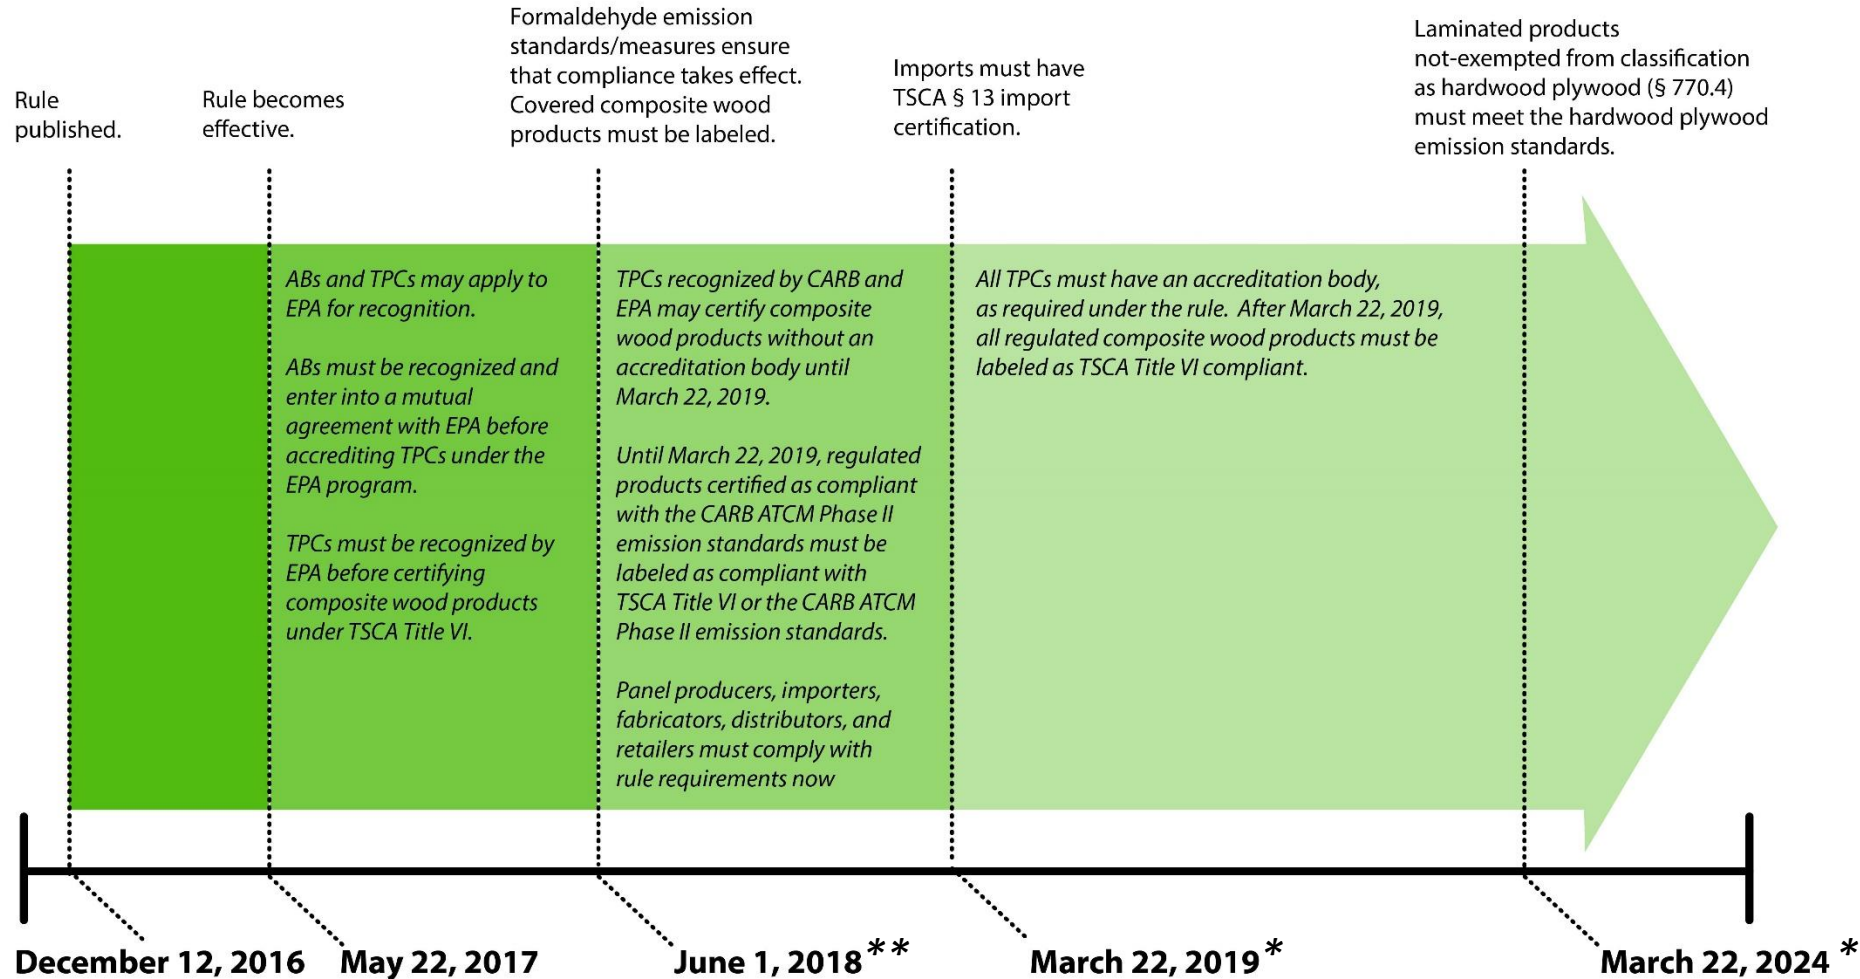 Rule
published.
Rule becomes
effective.
Formaldehyde emission
standards/measures ensure
that compliance takes effect.
Covered composite wood
products must be labeled.
Imports must have
TSCA § 13 import
certification.
Laminated products
not-exempted from classification
as hardwood plywood (§ 770.4)
must meet the hardwood plywood
emission standards.
ABs and TPCs may apply to
EPA for recognition.
ABs must be recognized and
enter into a mutual
agreement with EPA before
accrediting TPCs under the
EPA program.
TPCs must be recognized by
EPA before certifying
composite wood products
under TSCA Title VI.
TPCs recognized by CARB and
EPA may certify composite
wood products without an
accreditation body until
March 22, 2019.
Until March 22, 2019, regulated
products certified as compliant
with the CARB ATCM Phase II
emission standards must be
labeled as compliant with
TSCA Title VI or the CARB ATCM
Phase II emission standards.
Panel producers, importers,
fabricators, distributors, and
retailers must comply with
rule requirements now
All TPCs must have an accreditation body,
as required under the rule.  After March 22, 2019,
all regulated composite wood products must be
labeled as TSCA Title VI compliant.
December 12, 2016
May 22, 2017
June 1, 2018**
March 22, 2019*
March 22, 2024*